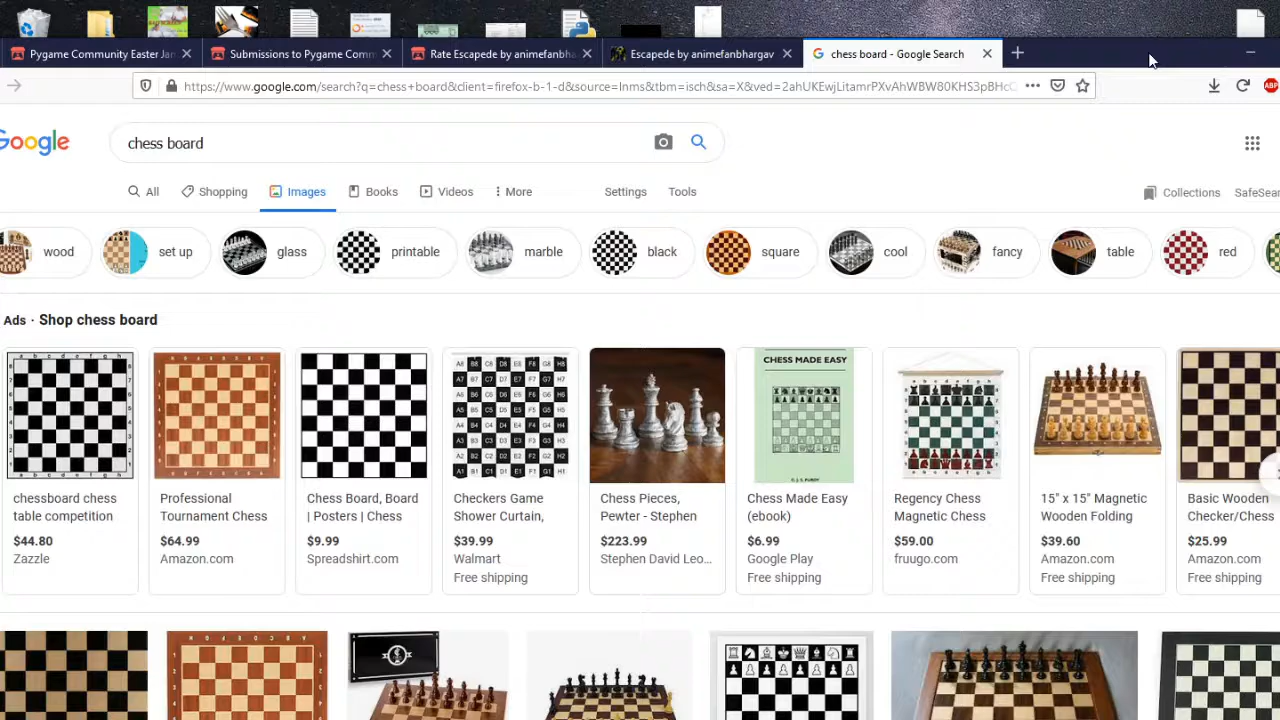 Pygame Community Easter Jam
Submissions to Pygame Comm
Rate Escapede by animefanbha
Escapede by animefanbhargav
chess board - Google Search
https://www.google.com/search?q=chess+board&client=firefox-b-1-d&source=lnms&tbm=isch&sa=X&ved=2ahUKEwjLitamrPXvAhWBW80KHS3pBHcC
ABP
Google
chess board
All
Shopping
Images
Books
Videos
More
Settings
Tools
Collections
SafeSear
wood
set up
glass
printable
marble
black
square
cool
fancy
table
red
Ads · Shop chess board
CHESS MADE EASY
chessboard chess
table competition
$44.80
Zazzle
Professional
Tournament Chess
$64.99
Amazon.com
Chess Board, Board
| Posters | Chess
$9.99
Spreadshirt.com
Checkers Game
Shower Curtain,
$39.99
Walmart
Free shipping
Chess Pieces,
Pewter - Stephen
$223.99
Stephen David Leo...
Chess Made Easy
(ebook)
$6.99
Google Play
Free shipping
Regency Chess
Magnetic Chess
$59.00
fruugo.com
15" x 15" Magnetic
Wooden Folding
$39.60
Amazon.com
Free shipping
Basic Wooden
Checker/Chess
$25.99
Amazon.com
Free shipping